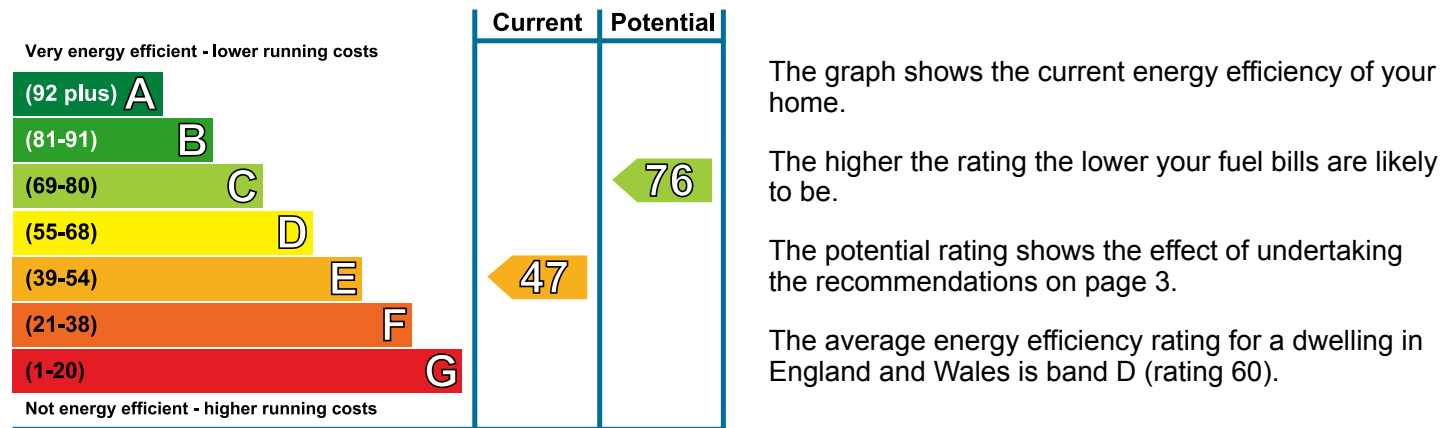 Current Potential
Very energy efficient - lower running costs
(92 plus) A
(81-91) B
(69-80) C
76
(55-68) D
(39-54) E
47
(21-38) F
(1-20) G
Not energy efficient - higher running costs
The graph shows the current energy efficiency of your
home.
The higher the rating the lower your fuel bills are likely
to be.
The potential rating shows the effect of undertaking
the recommendations on page 3.
The average energy efficiency rating for a dwelling in
England and Wales is band D (rating 60).